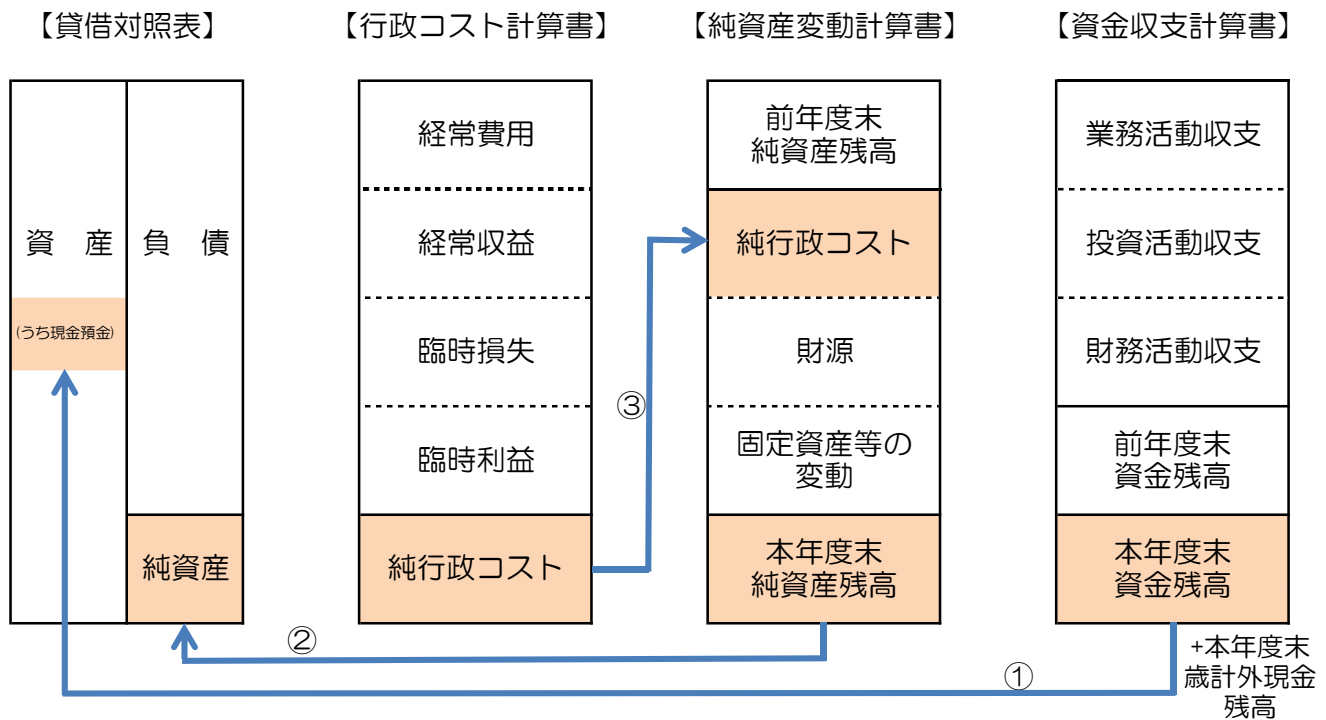 【貸借対照表】
資　産
(うち現金預金)
負　債
純資産
【行政コスト計算書】
経常費用
経常収益
臨時損失
臨時利益
純行政コスト
【純資産変動計算書】
前年度末
純資産残高
純行政コスト
財源
固定資産等の
変動
本年度末
純資産残高
【資金収支計算書】
業務活動収支
投資活動収支
財務活動収支
前年度末
資金残高
本年度末
資金残高
③
②
①
+本年度末
歳計外現金
残高